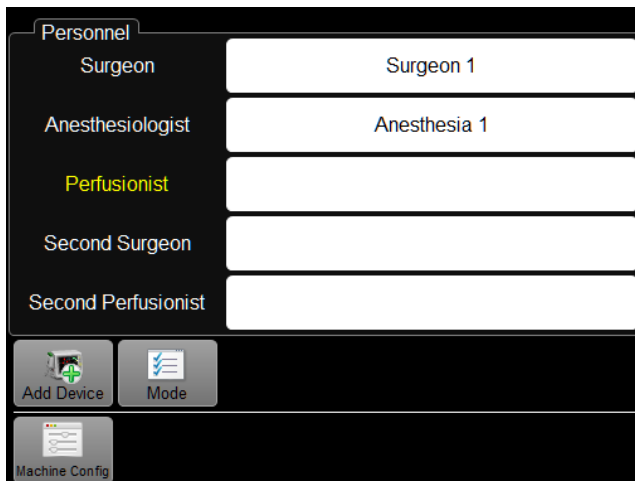 Personnel
Surgeon Surgeon 1
Anesthesiologist Anesthesia 1
Perfusionist
Second Surgeon
Second Perfusionist
Add Device Mode
Machine Config